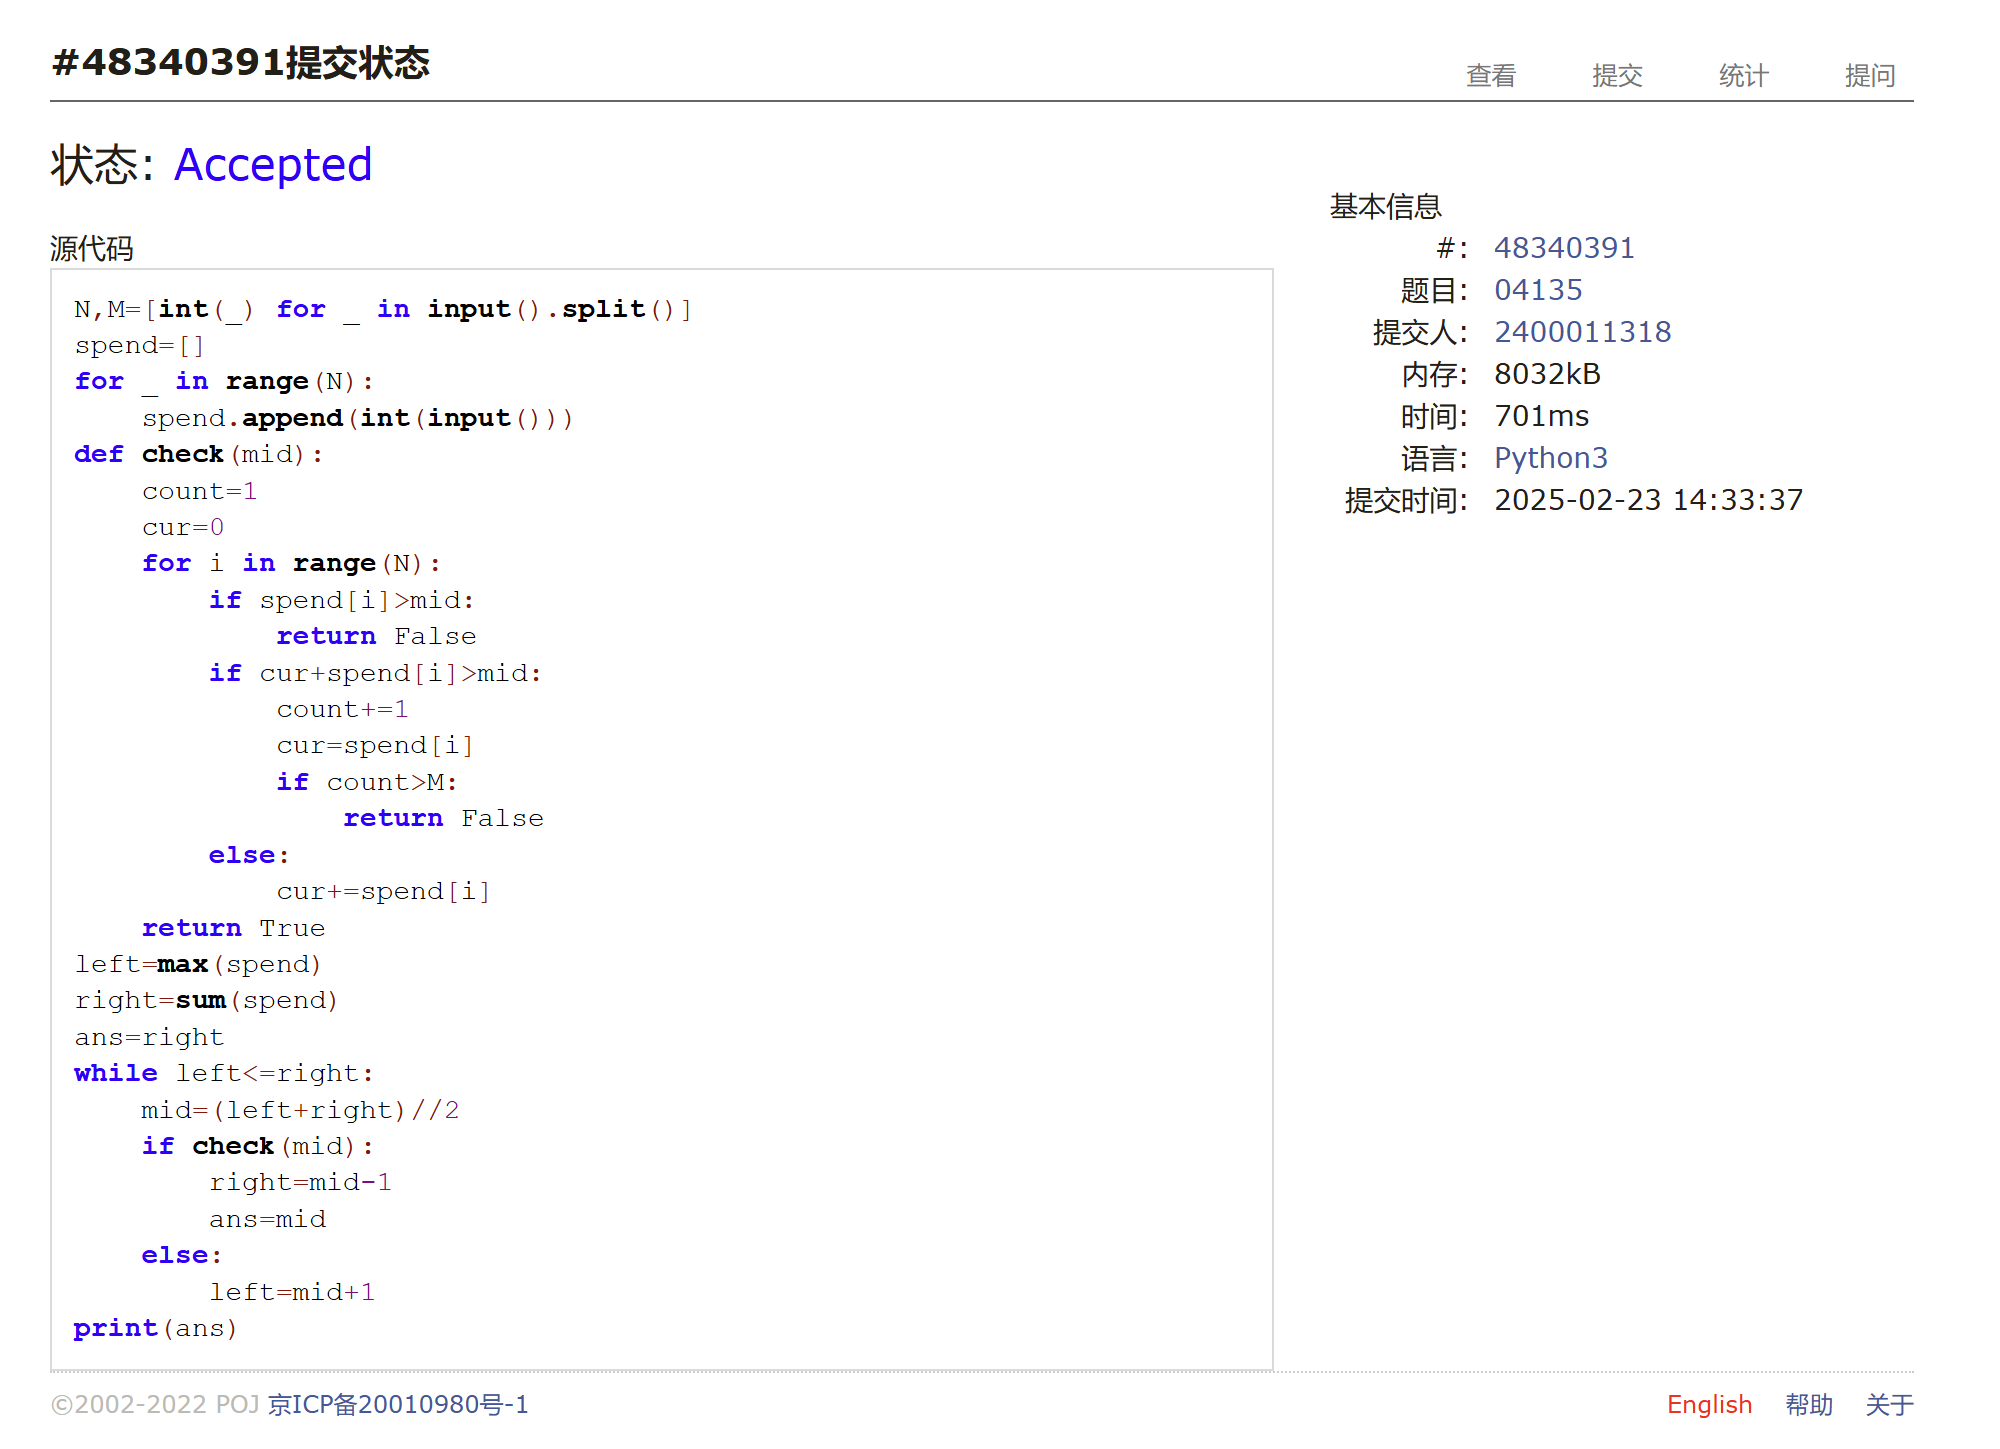 #48340391提交状态
查看 提交 统计 提问
状态: Accepted
源代码
N,M=[int(_) for _ in input().split()]
spend=[]
for _ in range(N):
    spend.append(int(input()))
def check(mid):
    count=1
    cur=0
    for i in range(N):
        if spend[i]>mid:
            return False
        if cur+spend[i]>mid:
            count+=1
            cur=spend[i]
            if count>M:
                return False
        else:
            cur+=spend[i]
    return True
left=max(spend)
right=sum(spend)
ans=right
while left<=right:
    mid=(left+right)//2
    if check(mid):
        right=mid-1
        ans=mid
    else:
        left=mid+1
print(ans)
基本信息
#: 48340391
题目: 04135
提交人: 2400011318
内存: 8032kB
时间: 701ms
语言: Python3
提交时间: 2025-02-23 14:33:37
©2002-2022 POJ 京ICP备20010980号-1
English 帮助 关于